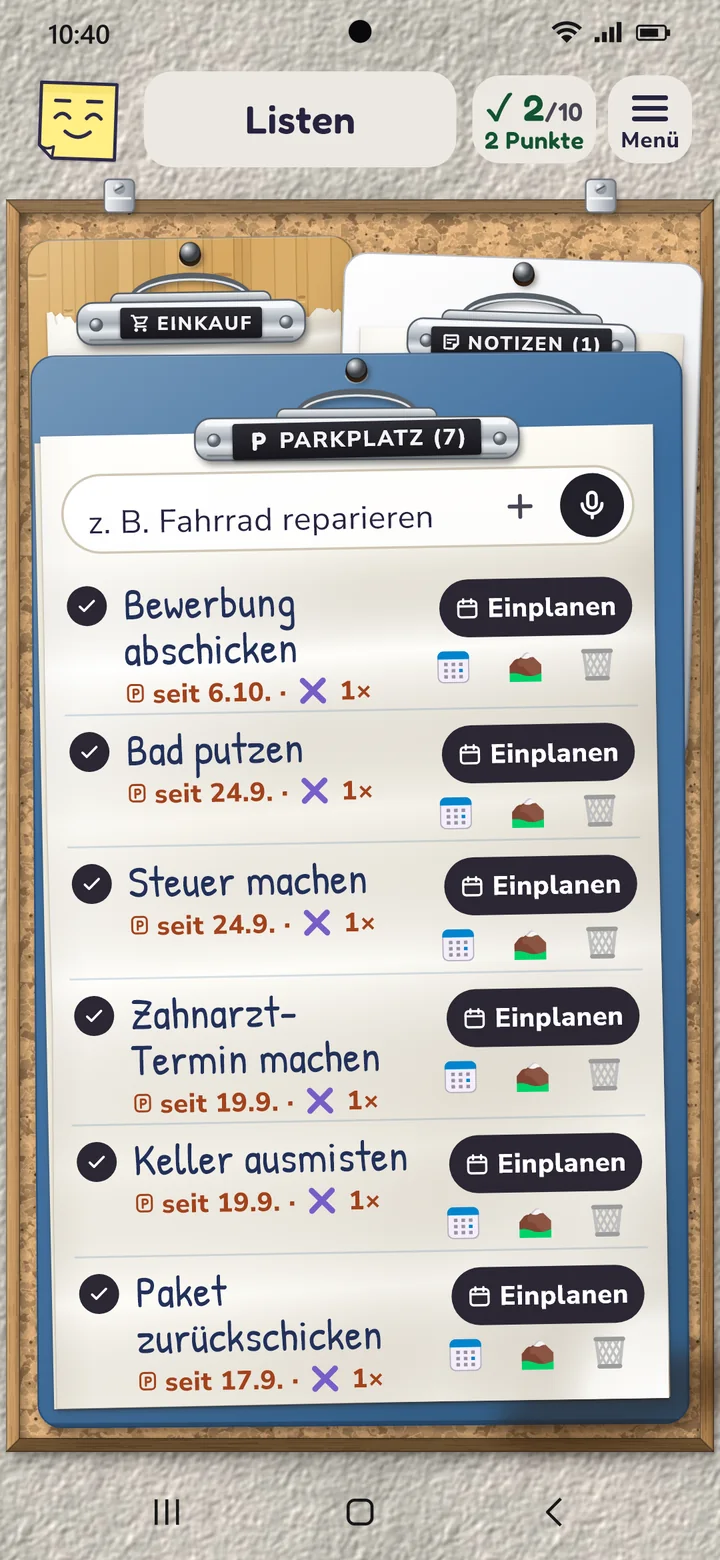 10:40
Listen
✓ 2/10
2 Punkte
Menü
EINKAUF
NOTIZEN (1)
P PARKPLATZ (7)
z. B. Fahrrad reparieren
Bewerbung
abschicken
Einplanen
P seit 6.10. · ✕ 1×
Bad putzen
Einplanen
P seit 24.9. · ✕ 1×
Steuer machen
Einplanen
P seit 24.9. · ✕ 1×
Zahnarzt-
Termin machen
Einplanen
P seit 19.9. · ✕ 1×
Keller ausmisten
Einplanen
P seit 19.9. · ✕ 1×
Paket
zurückschicken
Einplanen
P seit 17.9. · ✕ 1×